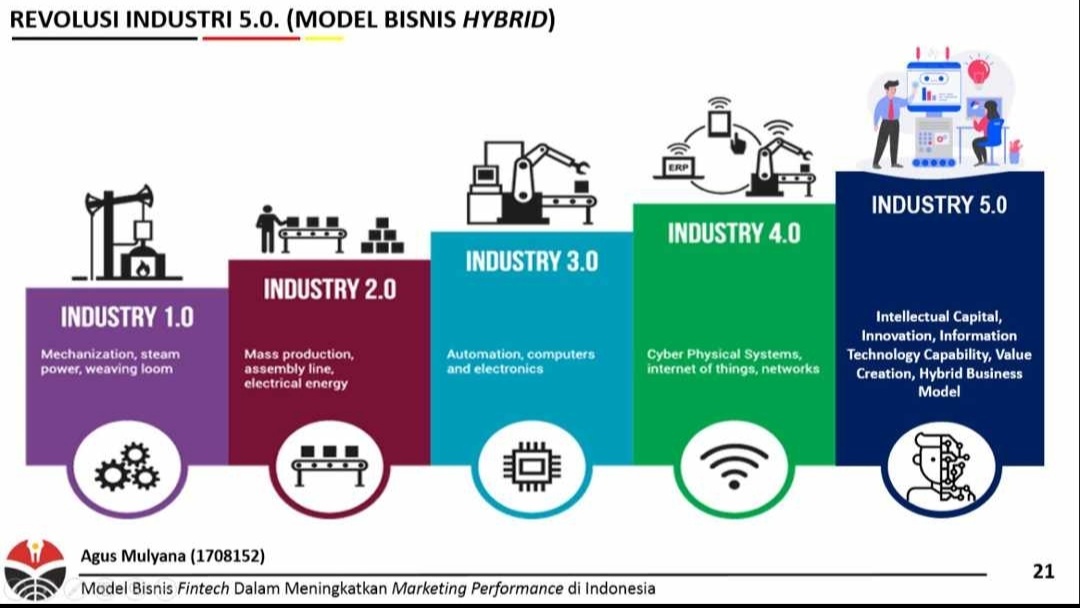 REVOLUSI INDUSTRI 5.0. (MODEL BISNIS HYBRID)
ERP
INDUSTRY 1.0
Mechanization, steam
power, weaving loom
INDUSTRY 2.0
Mass production,
assembly line,
electrical energy
INDUSTRY 3.0
Automation, computers
and electronics
INDUSTRY 4.0
Cyber Physical Systems,
internet of things, networks
INDUSTRY 5.0
Intellectual Capital,
Innovation, Information
Technology Capability, Value
Creation, Hybrid Business
Model
Agus Mulyana (1708152)
Model Bisnis Fintech Dalam Meningkatkan Marketing Performance di Indonesia
21